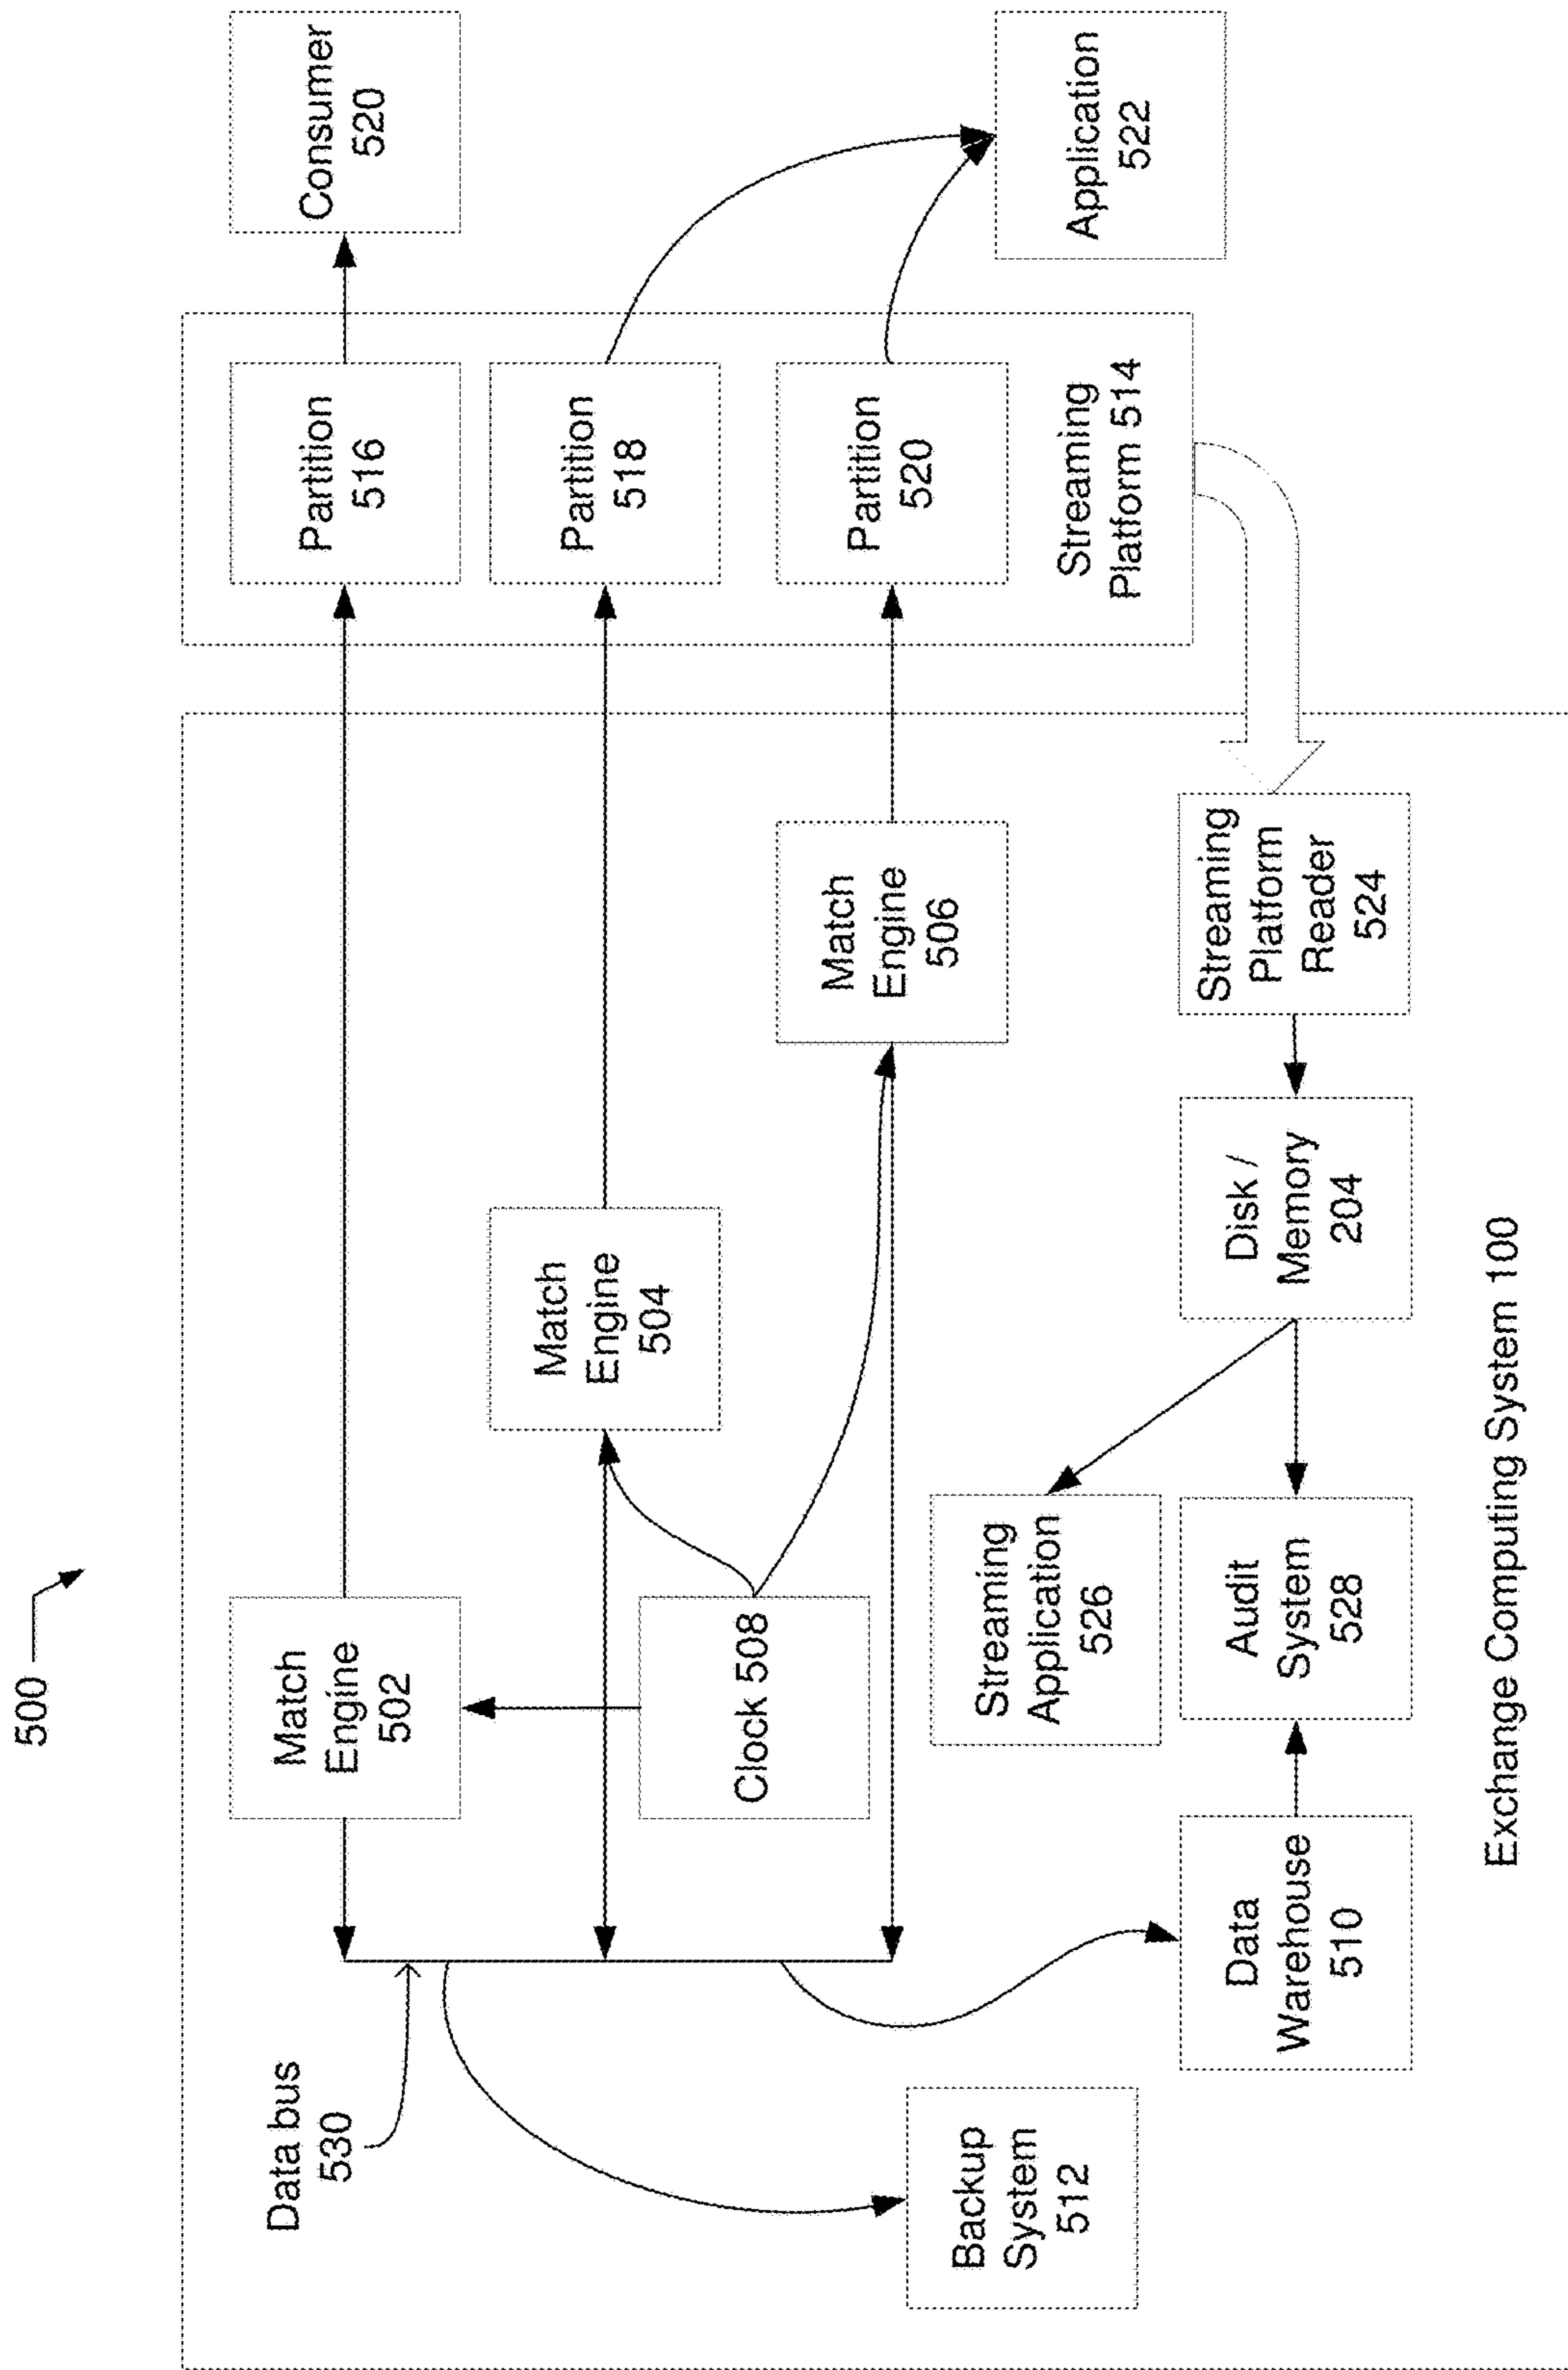 500
Data bus
530
Match
Engine
502
Partition
516
Consumer
520
Match
Engine
504
Partition
518
Clock 508
Match
Engine
506
Partition
520
Backup
System
512
Streaming
Application
526
Streaming
Platform 514
Application
522
Data
Warehouse
510
Audit
System
528
Disk /
Memory
204
Streaming
Platform
Reader
524
Exchange Computing System 100